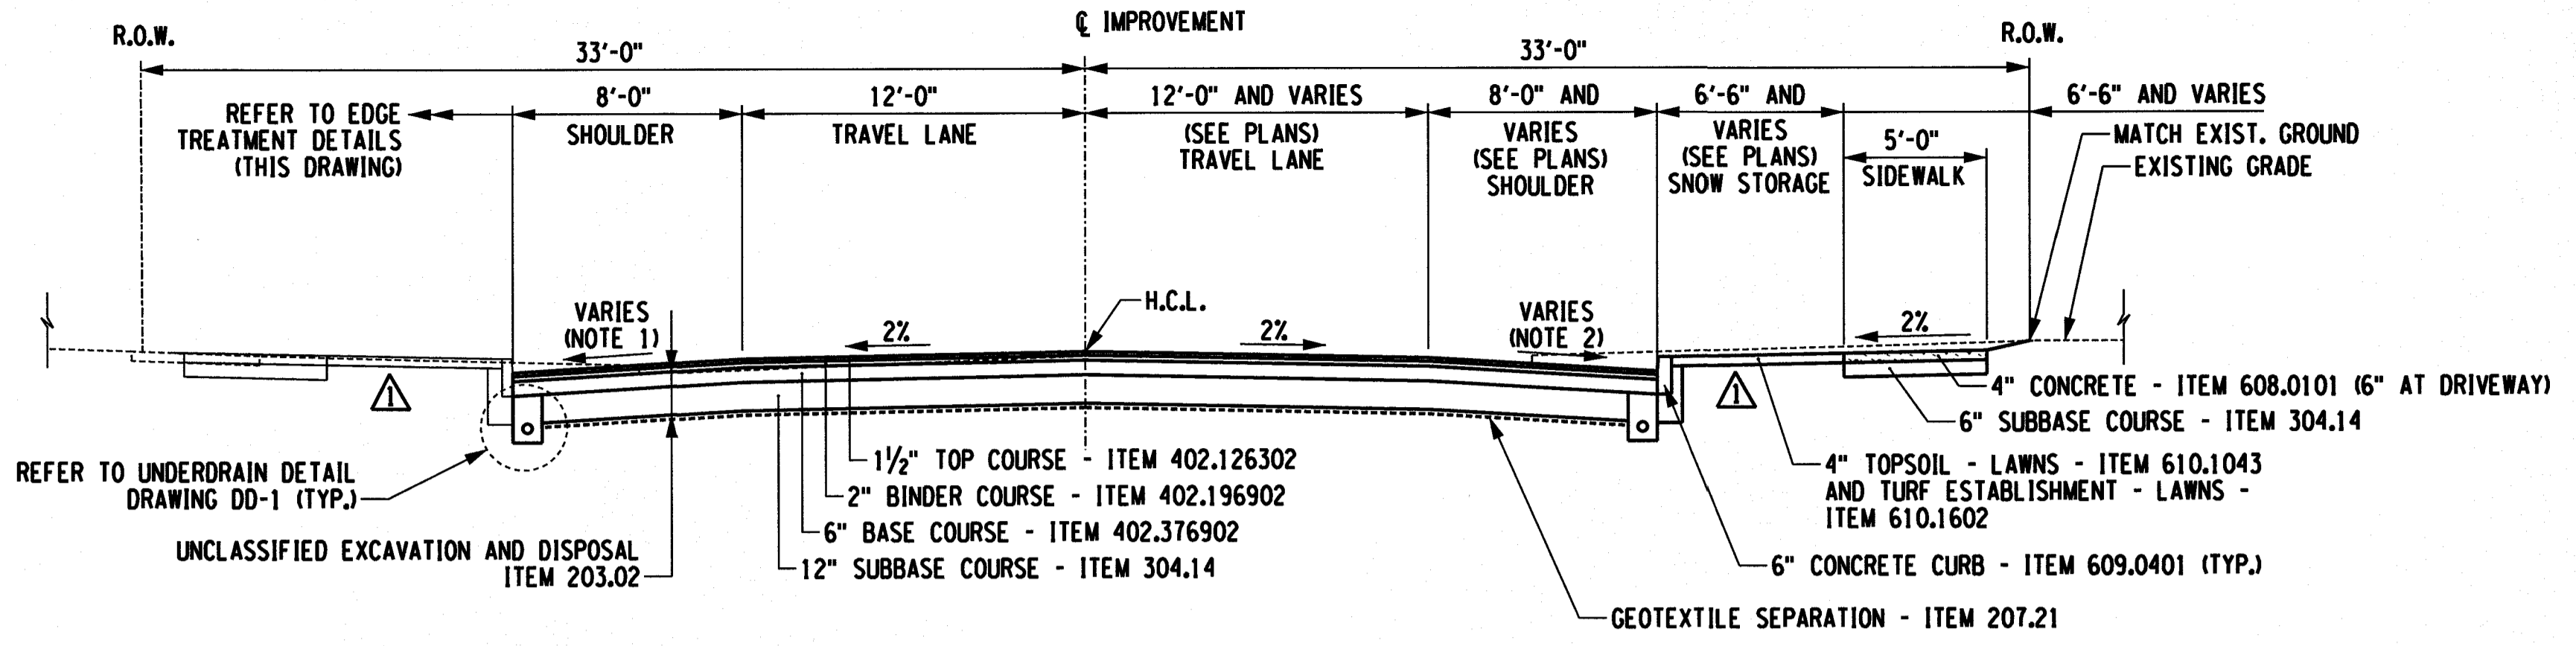 ℄ IMPROVEMENT
R.O.W.
R.O.W.
33'-0"
33'-0"
REFER TO EDGE
TREATMENT DETAILS
(THIS DRAWING)
8'-0"
SHOULDER
12'-0"
TRAVEL LANE
12'-0" AND VARIES
(SEE PLANS)
TRAVEL LANE
8'-0" AND
VARIES
(SEE PLANS)
SHOULDER
6'-6" AND
VARIES
(SEE PLANS)
SNOW STORAGE
5'-0"
SIDEWALK
6'-6" AND VARIES
MATCH EXIST. GROUND
EXISTING GRADE
VARIES
(NOTE 1)
2%
H.C.L.
2%
VARIES
(NOTE 2)
2%
1
1
4" CONCRETE - ITEM 608.0101 (6" AT DRIVEWAY)
6" SUBBASE COURSE - ITEM 304.14
REFER TO UNDERDRAIN DETAIL
DRAWING DD-1 (TYP.)
1½" TOP COURSE - ITEM 402.126302
2" BINDER COURSE - ITEM 402.196902
6" BASE COURSE - ITEM 402.376902
12" SUBBASE COURSE - ITEM 304.14
UNCLASSIFIED EXCAVATION AND DISPOSAL
ITEM 203.02
4" TOPSOIL - LAWNS - ITEM 610.1043
AND TURF ESTABLISHMENT - LAWNS -
ITEM 610.1602
6" CONCRETE CURB - ITEM 609.0401 (TYP.)
GEOTEXTILE SEPARATION - ITEM 207.21